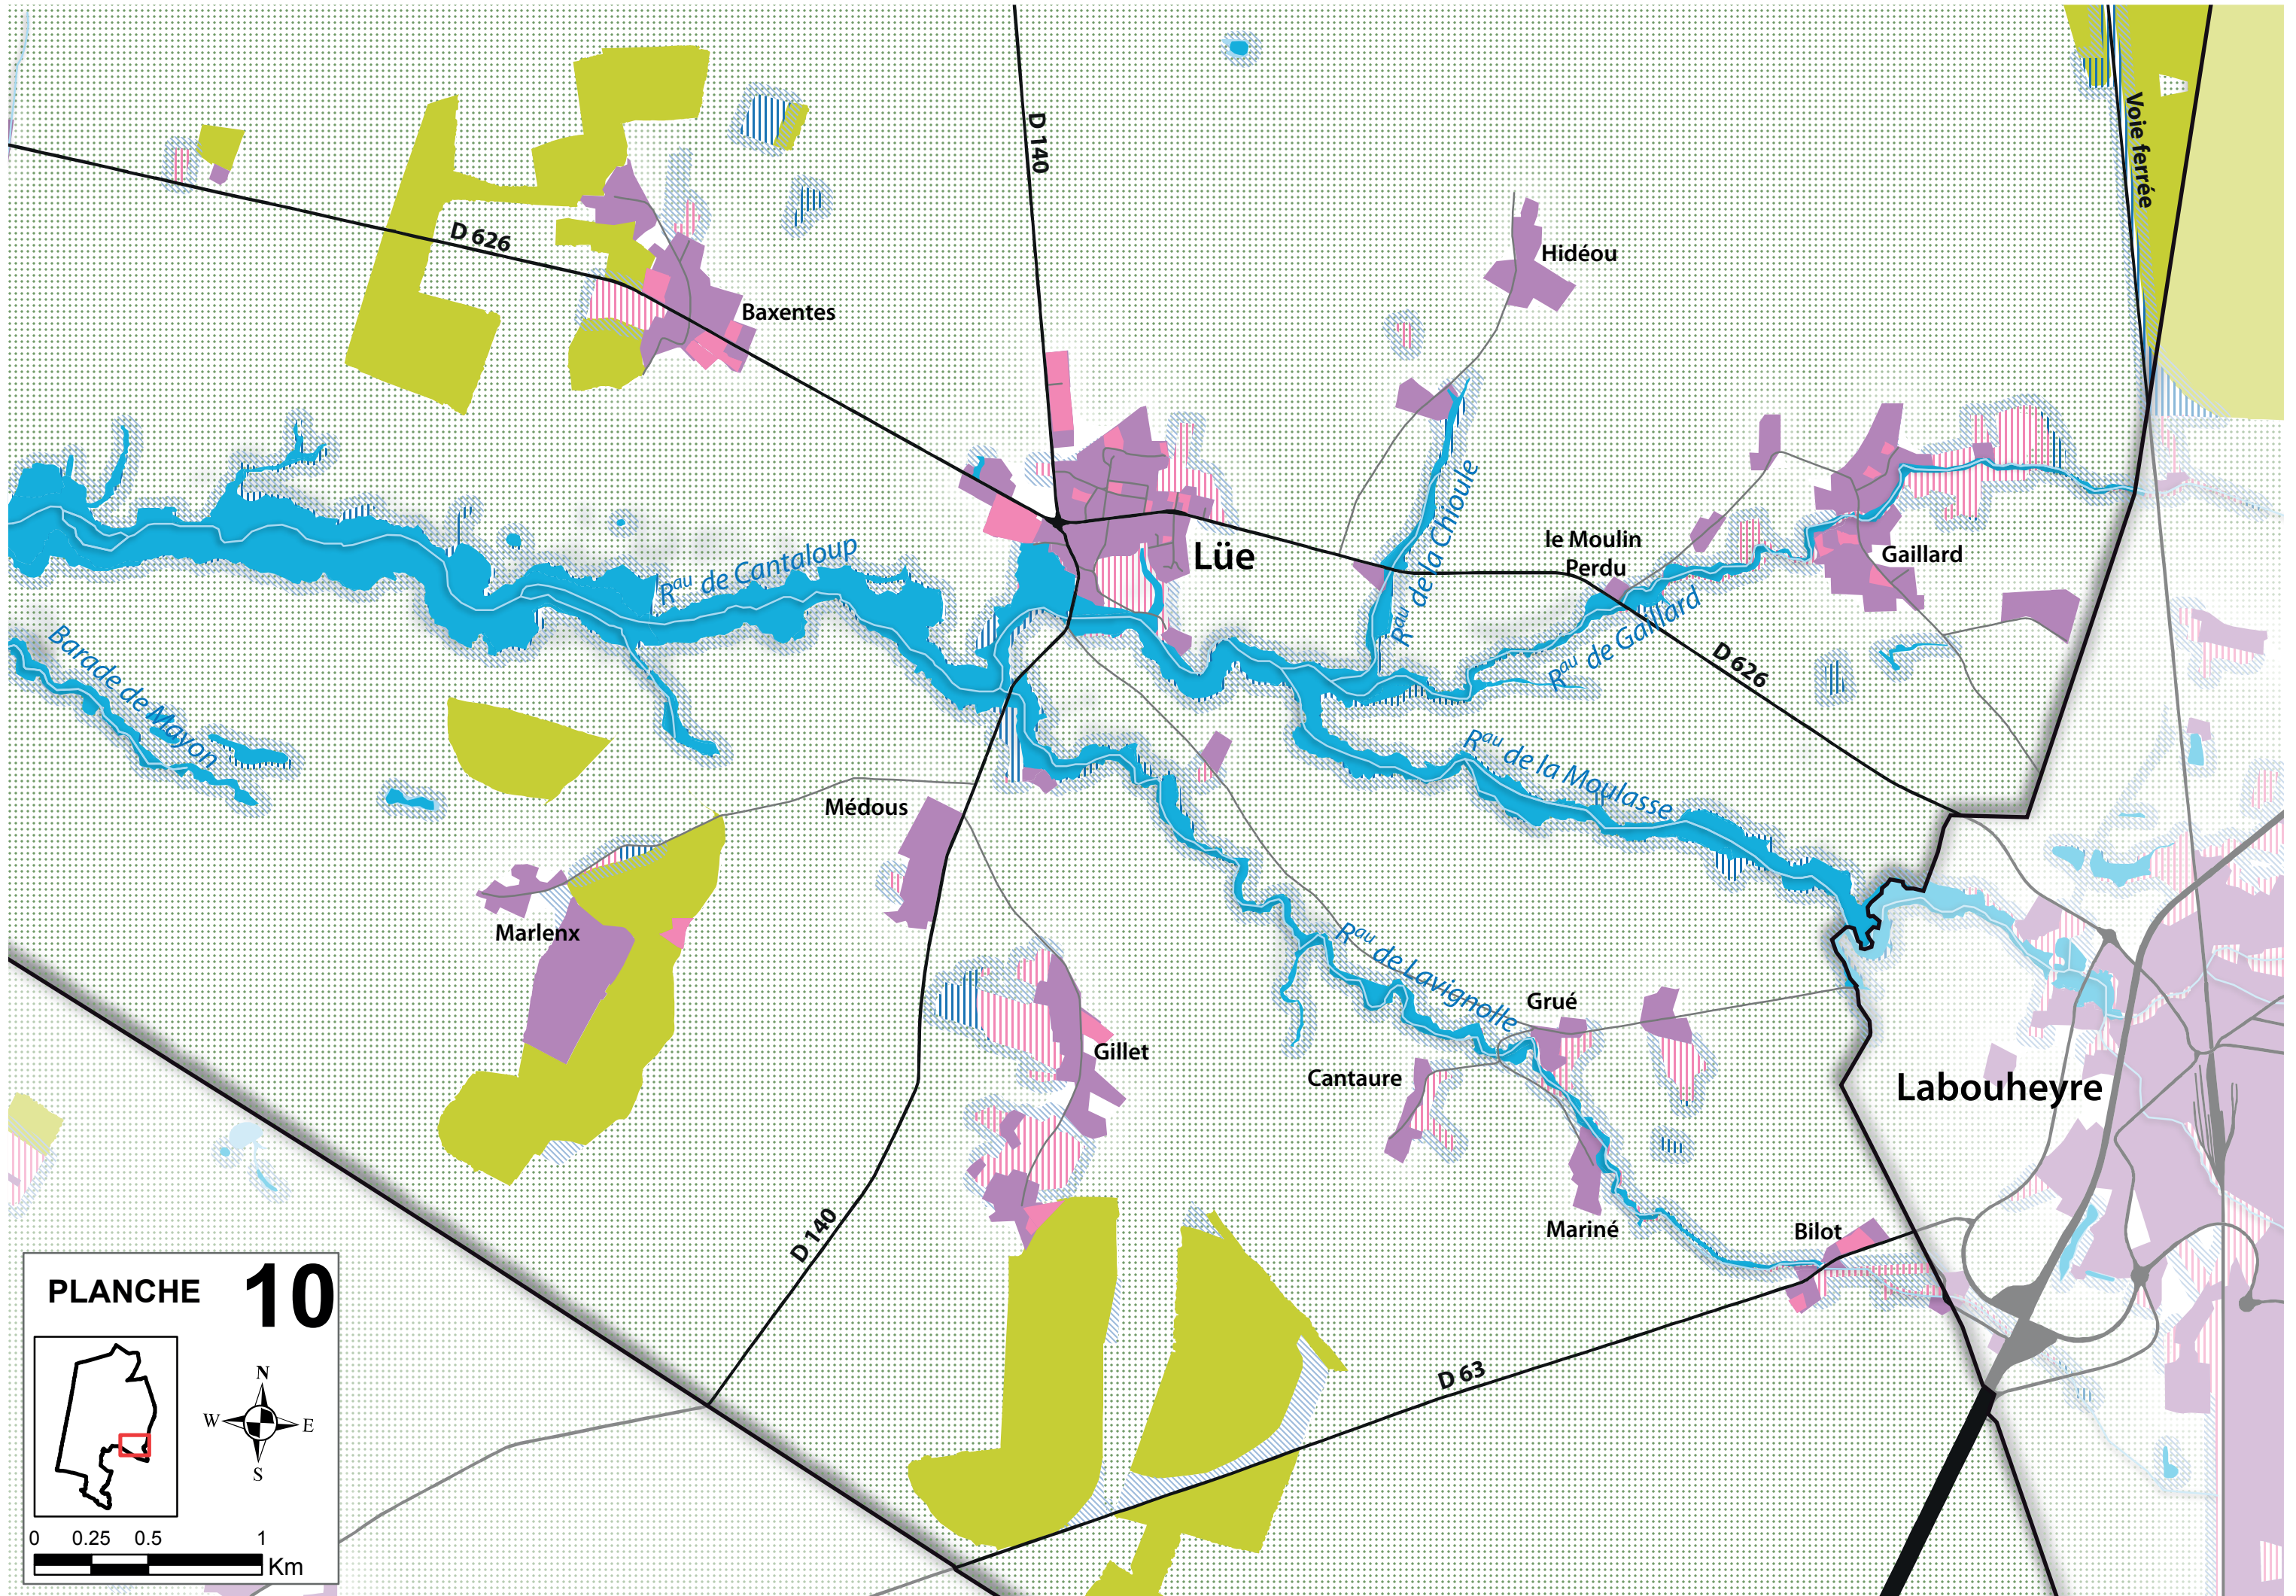 D 140
Voie ferrée
D 626
Hidéou
Baxentes
Lüe
Rau de la Chioule
le Moulin
Perdu
Gaillard
Rau de Cantaloup
Rau de Gaillard
Barade de Mayon
D 626
Rau de la Moulasse
Médous
Marlenx
Rau de Lavignolle
Grué
Gillet
Cantaure
Labouheyre
Mariné
Bilot
D 140
D 63
PLANCHE 10
N
W E
S
0 0.25 0.5 1
Km